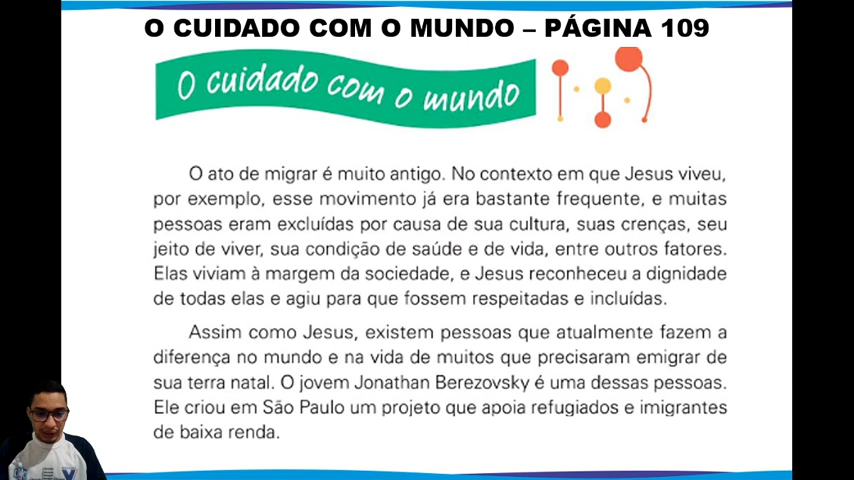 O CUIDADO COM O MUNDO – PÁGINA 109
O cuidado com o mundo
O ato de migrar é muito antigo. No contexto em que Jesus viveu,
por exemplo, esse movimento já era bastante frequente, e muitas
pessoas eram excluídas por causa de sua cultura, suas crenças, seu
jeito de viver, sua condição de saúde e de vida, entre outros fatores.
Elas viviam à margem da sociedade, e Jesus reconheceu a dignidade
de todas elas e agiu para que fossem respeitadas e incluídas.
Assim como Jesus, existem pessoas que atualmente fazem a
diferença no mundo e na vida de muitos que precisaram emigrar de
sua terra natal. O jovem Jonathan Berezovsky é uma dessas pessoas.
Ele criou em São Paulo um projeto que apoia refugiados e imigrantes
de baixa renda.